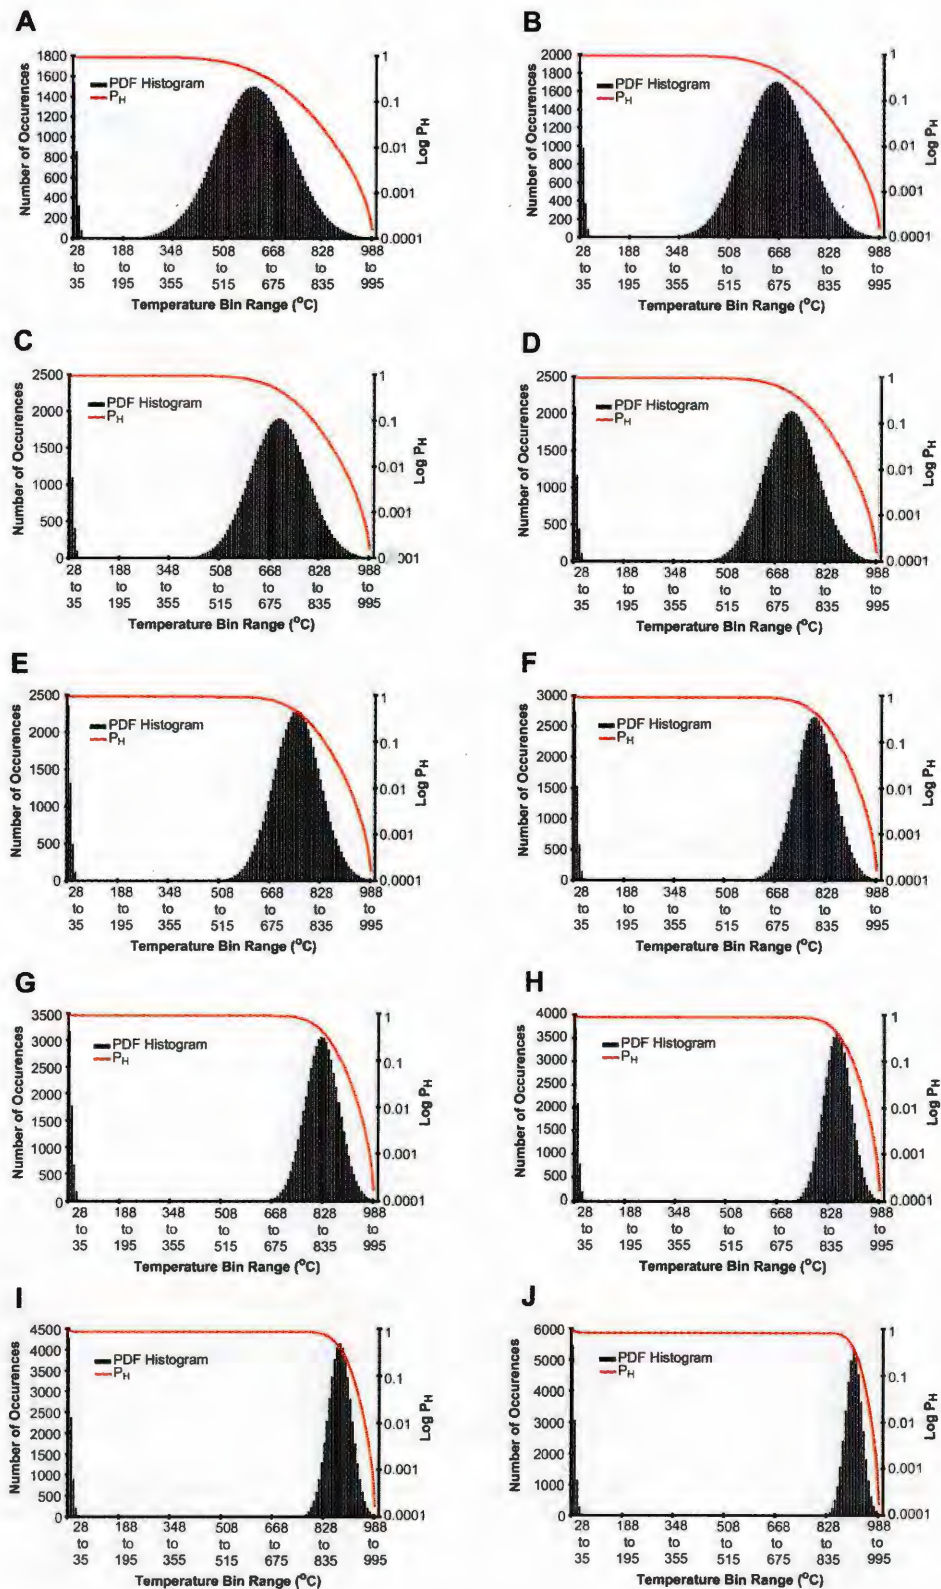 A
Number of Occurences
1800
1600
1400
1200
1000
800
600
400
200
0
PDF Histogram
P_H
1
0.1
0.001
0.0001
Log P_H
28 188 348 508 668 828 988
to to to to to to to
35 195 355 515 675 835 995
Temperature Bin Range (°C)
B
Number of Occurences
2000
1800
1600
1400
1200
1000
800
600
400
200
0
PDF Histogram
P_H
1
0.1
0.001
0.0001
Log P_H
28 188 348 508 668 828 988
to to to to to to to
35 195 355 515 675 835 995
Temperature Bin Range (°C)
C
Number of Occurences
2500
2000
1500
1000
500
0
PDF Histogram
P_H
1
0.1
0.01
0.001
Log P_H
28 188 348 508 668 828 988
to to to to to to to
35 195 355 515 675 835 995
Temperature Bin Range (°C)
D
Number of Occurences
2500
2000
1500
1000
500
0
PDF Histogram
P_H
1
0.1
0.01
0.001
0.0001
Log P_H
28 188 348 508 668 828 988
to to to to to to to
35 195 355 515 675 835 995
Temperature Bin Range (°C)
E
Number of Occurences
2500
2000
1500
1000
500
0
PDF Histogram
P_H
1
0.1
0.01
0.001
0.0001
Log P_H
28 188 348 508 668 828 988
to to to to to to to
35 195 355 515 675 835 995
Temperature Bin Range (°C)
F
Number of Occurences
3000
2500
2000
1500
1000
500
0
PDF Histogram
P_H
1
0.1
0.01
0.001
0.0001
Log P_H
28 188 348 508 668 828 988
to to to to to to to
35 195 355 515 675 835 995
Temperature Bin Range (°C)
G
Number of Occurences
3500
3000
2500
2000
1500
1000
500
0
PDF Histogram
P_H
1
0.1
0.01
0.001
0.0001
Log P_H
28 188 348 508 668 828 988
to to to to to to to
35 195 355 515 675 835 995
Temperature Bin Range (°C)
H
Number of Occurences
4000
3500
3000
2500
2000
1500
1000
500
0
PDF Histogram
P_H
1
0.1
0.01
0.001
0.0001
Log P_H
28 188 348 508 668 828 988
to to to to to to to
35 195 355 515 675 835 995
Temperature Bin Range (°C)
I
Number of Occurences
4500
4000
3500
3000
2500
2000
1500
1000
500
0
PDF Histogram
P_H
1
0.1
0.01
0.001
0.0001
Log P_H
28 188 348 508 668 828 988
to to to to to to to
35 195 355 515 675 835 995
Temperature Bin Range (°C)
J
Number of Occurences
6000
5000
4000
3000
2000
1000
0
PDF Histogram
P_H
1
0.1
0.01
0.001
0.0001
Log P_H
28 188 348 508 668 828 988
to to to to to to to
35 195 355 515 675 835 995
Temperature Bin Range (°C)